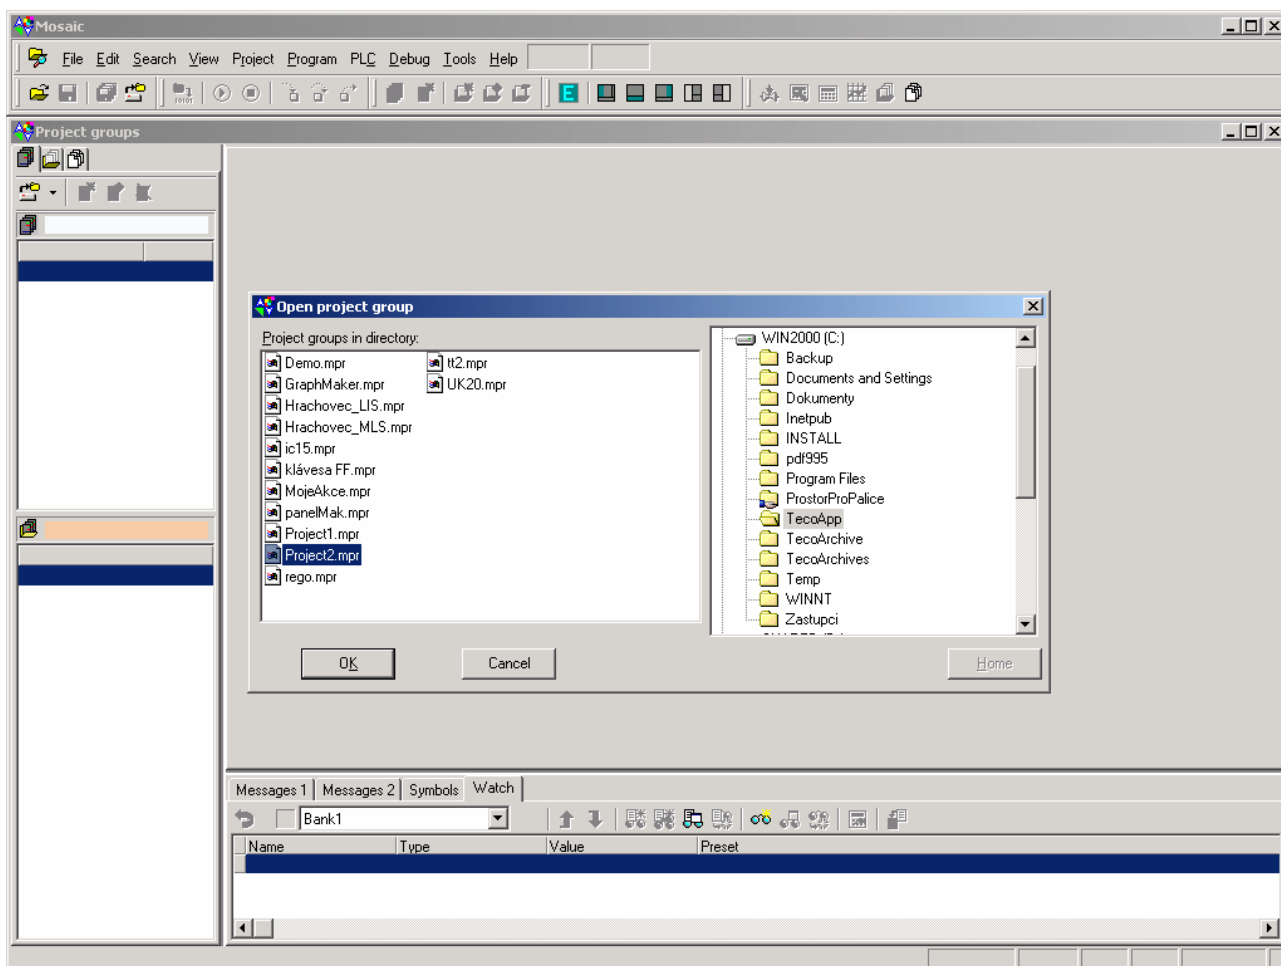 Mosaic
File Edit Search View Project Program PLC Debug Tools Help
E
Project groups
Open project group
Project groups in directory:
Demo.mpr
GraphMaker.mpr
Hrachovec_LIS.mpr
Hrachovec_MLS.mpr
ic15.mpr
klávesa FF.mpr
MojeAkce.mpr
panelMak.mpr
Project1.mpr
Project2.mpr
rego.mpr
tt2.mpr
UK20.mpr
WIN2000 (C:)
Backup
Documents and Settings
Dokumenty
Inetpub
INSTALL
pdf995
Program Files
ProstorProPalice
TecoApp
TecoArchive
TecoArchives
Temp
WINNT
Zastupci
OK Cancel Home
Messages 1 Messages 2 Symbols Watch
Bank1
Name Type Value Preset